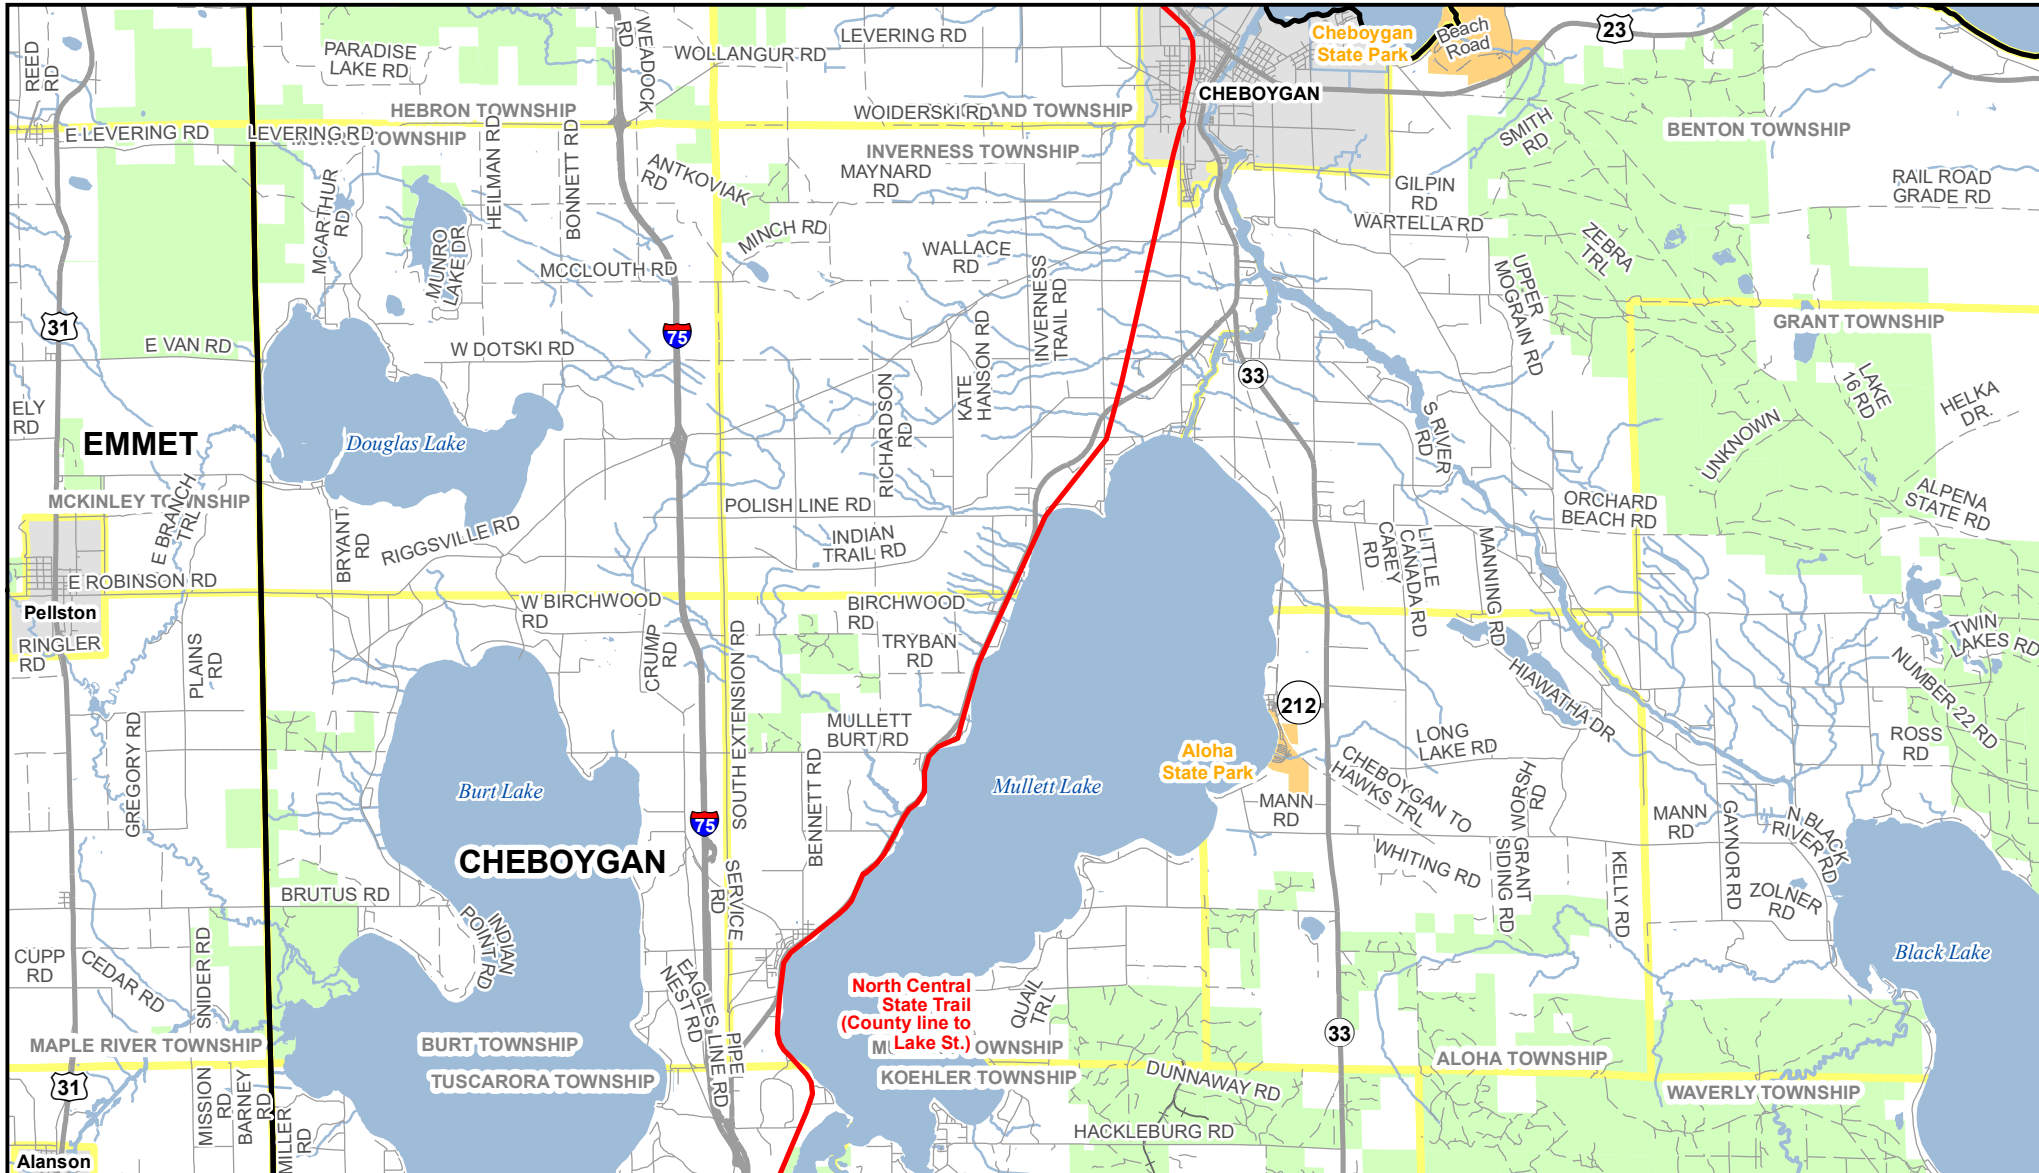 REED
RD
PARADISE
LAKE RD
WEADOCK
RD
WOLLANGUR RD
LEVERING RD
Cheboygan
State Park
Beach
Road
23
HEBRON TOWNSHIP
WOIDERSKI RD
AND TOWNSHIP
CHEBOYGAN
BENTON TOWNSHIP
E LEVERING RD
LEVERING RD
TOWNSHIP
INVERNESS TOWNSHIP
SMITH
RD
HEILMAN RD
BONNETT RD
ANTKOVIAK
RD
MAYNARD
RD
GILPIN
RD
RAIL ROAD
GRADE RD
MCARTHUR
RD
MUNRO
LAKE DR
MINCH RD
WALLACE
RD
WARTELLA RD
ZEBRA
TRL
MCCLOUTH RD
INVERNESS
TRAIL RD
UPPER
MOGRAIN RD
31
75
E VAN RD
W DOTSKI RD
KATE
HANSON RD
GRANT TOWNSHIP
33
ELY
RD
RICHARDSON
RD
LAKE
16 RD
HELKA
DR.
EMMET
Douglas Lake
S RIVER
RD
UNKNOWN
MCKINLEY TOWNSHIP
E BRANCH
TRL
POLISH LINE RD
ORCHARD
BEACH RD
ALPENA
STATE RD
BRYANT
RD
RIGGSVILLE RD
INDIAN
TRAIL RD
CAREY
RD
LITTLE
CANADA RD
MANNING RD
E ROBINSON RD
Pellston
W BIRCHWOOD
RD
BIRCHWOOD
RD
RINGLER
RD
PLAINS
RD
CRUMP
RD
SOUTH EXTENSION RD
TRYBAN
RD
TWIN
LAKES RD
NUMBER 22 RD
HIAWATHA DR
212
GREGORY RD
MULLETT
BURT RD
Aloha
State Park
LONG
LAKE RD
ROSS
RD
Burt Lake
BENNETT RD
Mullett Lake
CHEBOYGAN TO
HAWKS TRL
MANN
RD
WORSH
RD
MANN
RD
GAYNOR RD
N BLACK
RIVER RD
75
CHEBOYGAN
WHITING RD
GRANT
SIDING RD
KELLY RD
ZOLNER
RD
BRUTUS RD
SERVICE
RD
INDIAN
POINT RD
CUPP
RD
CEDAR RD
SNIDER RD
EAGLES
NEST RD
LINE RD
PIPE
North Central
State Trail
(County line to
Lake St.)
QUAIL
TRL
Black Lake
33
MAPLE RIVER TOWNSHIP
BURT TOWNSHIP
OWNSHIP
ALOHA TOWNSHIP
31
TUSCARORA TOWNSHIP
KOEHLER TOWNSHIP
DUNNAWAY RD
WAVERLY TOWNSHIP
MISSION
RD
BARNEY
RD
MILLER
RD
HACKLEBURG RD
Alanson